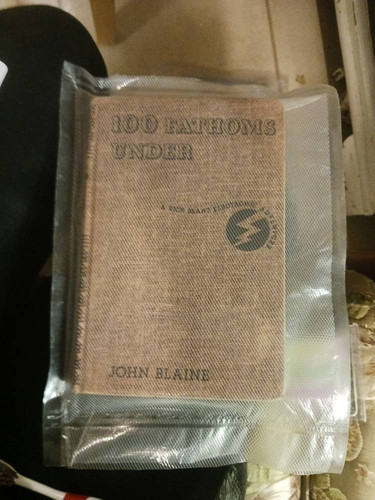 100 FATHOMS
UNDER
A RICK BRANT ELECTRONIC ADVENTURE
JOHN BLAINE